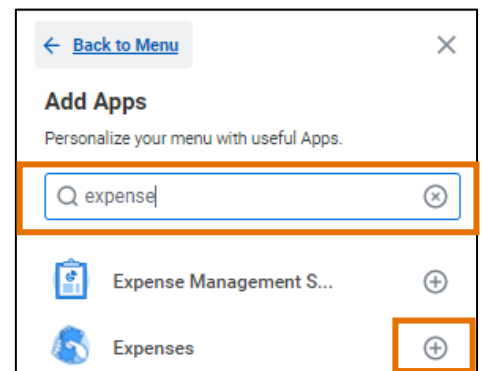 Back to Menu
Add Apps
Personalize your menu with useful Apps.
expense
Expense Management S...
Expenses